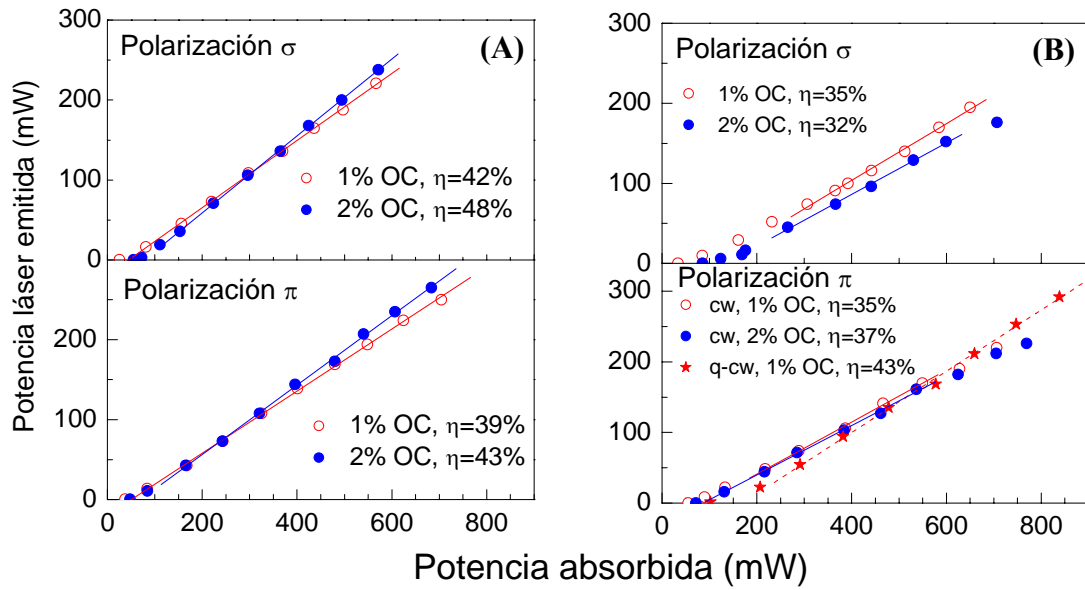 Potencia láser emitida (mW)
300
200
100
0
Polarización σ
(A)
1% OC, η=42%
2% OC, η=48%
200
100
0
Polarización π
1% OC, η=39%
2% OC, η=43%
0 200 400 600 800
300
200
100
0
Polarización σ
(B)
1% OC, η=35%
2% OC, η=32%
300
200
100
0
Polarización π
cw, 1% OC, η=35%
cw, 2% OC, η=37%
q-cw, 1% OC, η=43%
0 200 400 600 800
Potencia absorbida (mW)